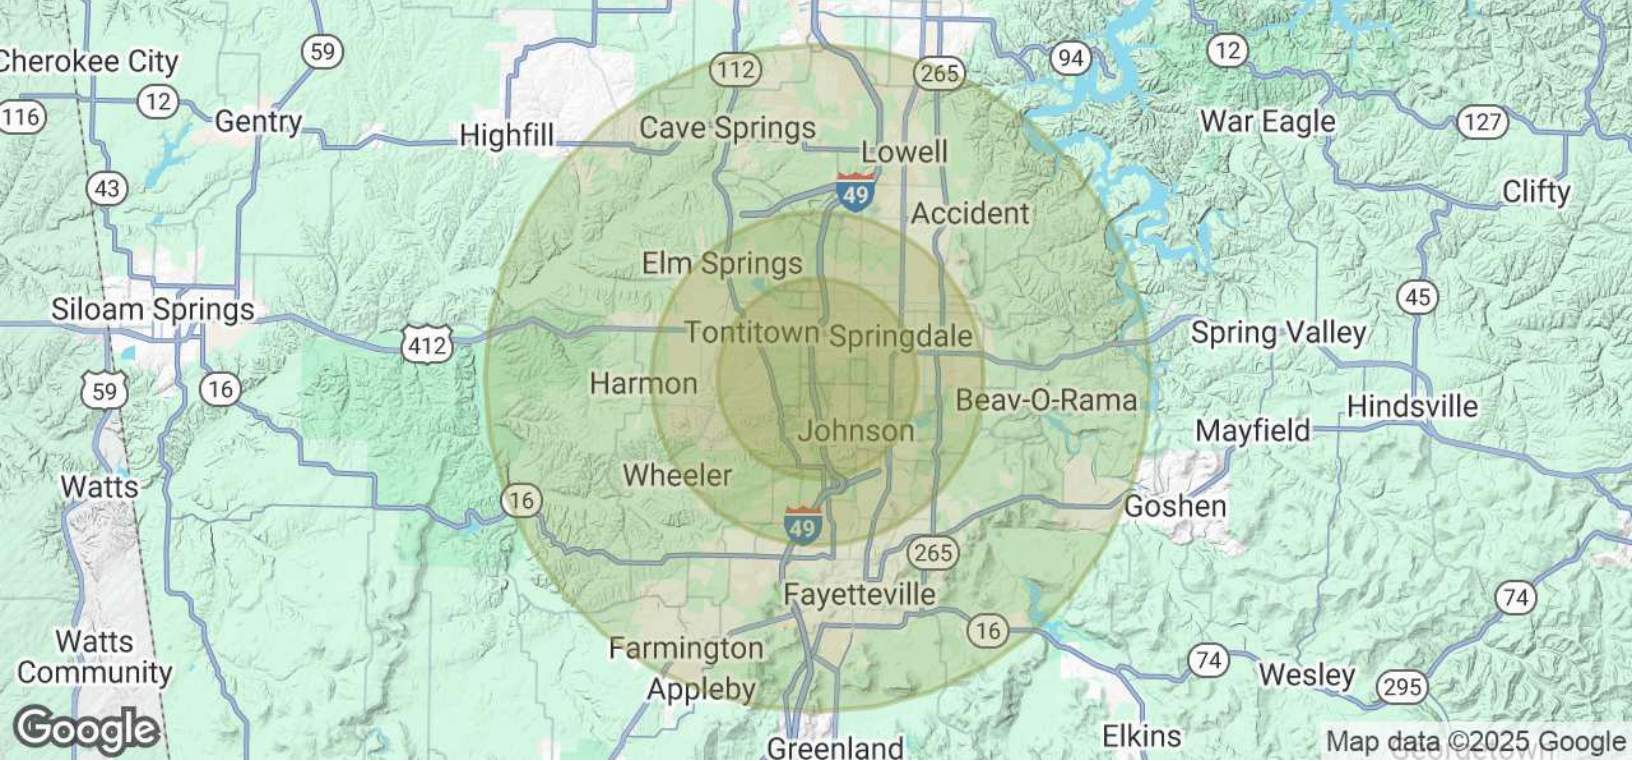 59
Cherokee City
112
265
94
12
12
116
Gentry
Highfill
Cave Springs
Lowell
War Eagle
127
43
49
Accident
Clifty
Elm Springs
Siloam Springs
45
412
Tontitown
Springdale
Spring Valley
59
16
Harmon
Beav-O-Rama
Hindsville
Johnson
Mayfield
Watts
Wheeler
16
Goshen
49
265
Fayetteville
74
16
Watts
Community
Farmington
Appleby
74
Wesley
295
Google
Greenland
Elkins
Map data ©2025 Google
Georgetown